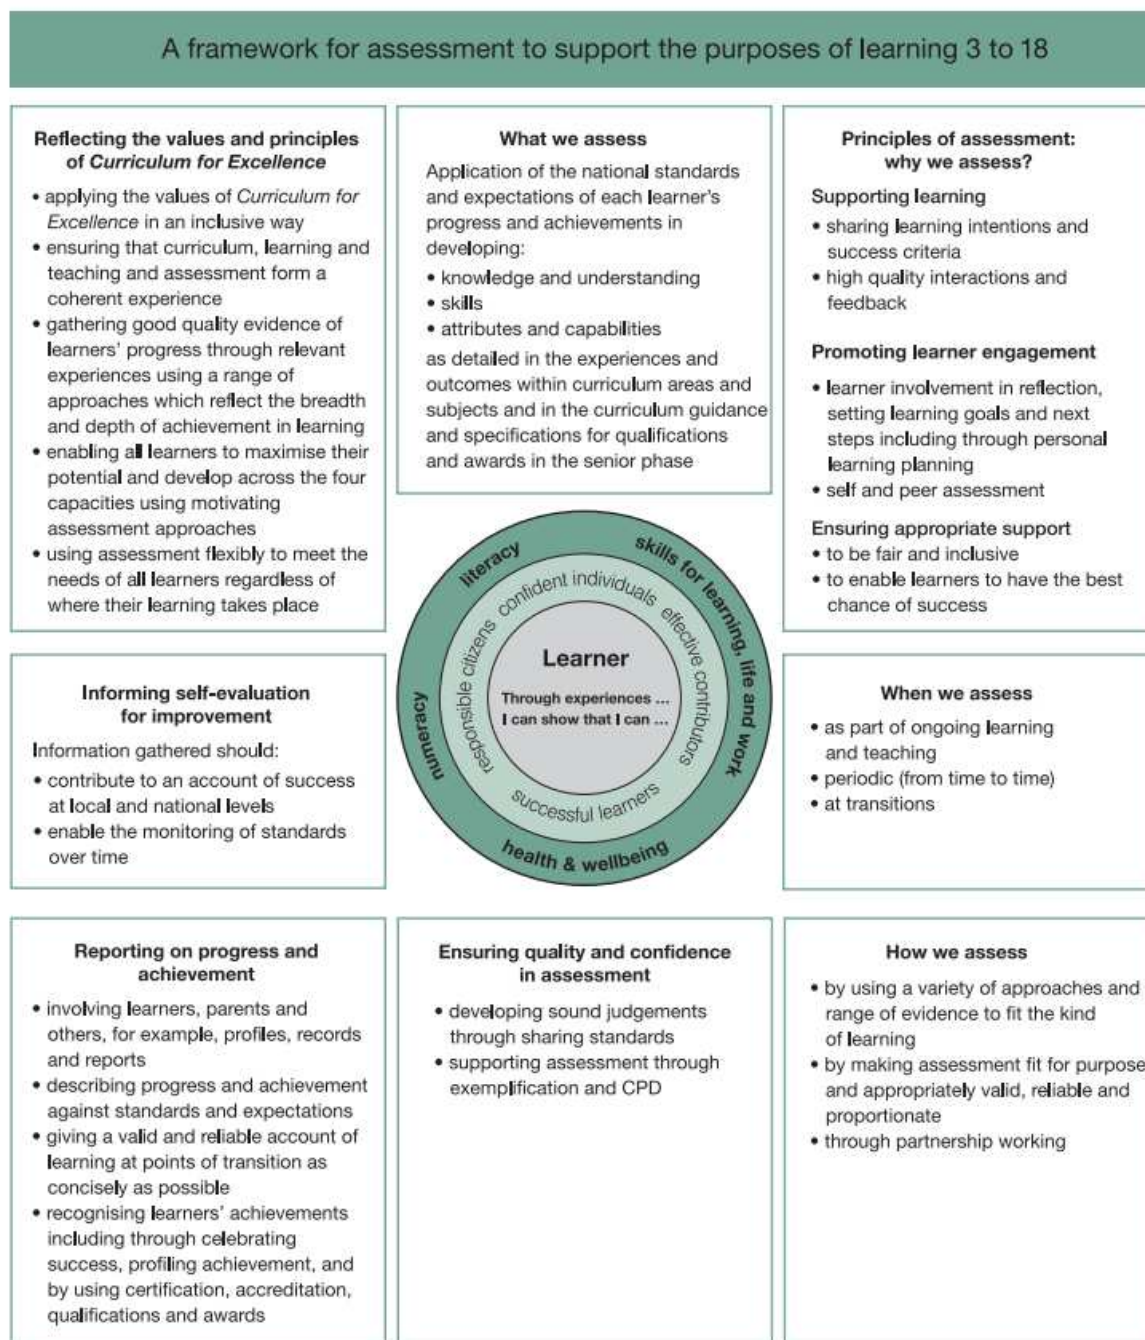 A framework for assessment to support the purposes of learning 3 to 18
Reflecting the values and principles
of Curriculum for Excellence
• applying the values of Curriculum for
Excellence in an inclusive way
• ensuring that curriculum, learning and
teaching and assessment form a
coherent experience
• gathering good quality evidence of
learners' progress through relevant
experiences using a range of
approaches which reflect the breadth
and depth of achievement in learning
• enabling all learners to maximise their
potential and develop across the four
capacities using motivating
assessment approaches
• using assessment flexibly to meet the
needs of all learners regardless of
where their learning takes place
What we assess
Application of the national standards
and expectations of each learner's
progress and achievements in
developing:
• knowledge and understanding
• skills
• attributes and capabilities
as detailed in the experiences and
outcomes within curriculum areas and
subjects and in the curriculum guidance
and specifications for qualifications
and awards in the senior phase
Principles of assessment:
why we assess?
Supporting learning
• sharing learning intentions and
success criteria
• high quality interactions and
feedback
Promoting learner engagement
• learner involvement in reflection,
setting learning goals and next
steps including through personal
learning planning
• self and peer assessment
Ensuring appropriate support
• to be fair and inclusive
• to enable learners to have the best
chance of success
Informing self-evaluation
for improvement
Information gathered should:
• contribute to an account of success
at local and national levels
• enable the monitoring of standards
over time
literacy
skills for learning, life and work
health & wellbeing
numeracy
confident individuals
effective contributors
successful learners
responsible citizens
Learner
Through experiences ...
I can show that I can ...
When we assess
• as part of ongoing learning
and teaching
• periodic (from time to time)
• at transitions
Reporting on progress and
achievement
• involving learners, parents and
others, for example, profiles, records
and reports
• describing progress and achievement
against standards and expectations
• giving a valid and reliable account of
learning at points of transition as
concisely as possible
• recognising learners' achievements
including through celebrating
success, profiling achievement, and
by using certification, accreditation,
qualifications and awards
Ensuring quality and confidence
in assessment
• developing sound judgements
through sharing standards
• supporting assessment through
exemplification and CPD
How we assess
• by using a variety of approaches and
range of evidence to fit the kind
of learning
• by making assessment fit for purpose
and appropriately valid, reliable and
proportionate
• through partnership working